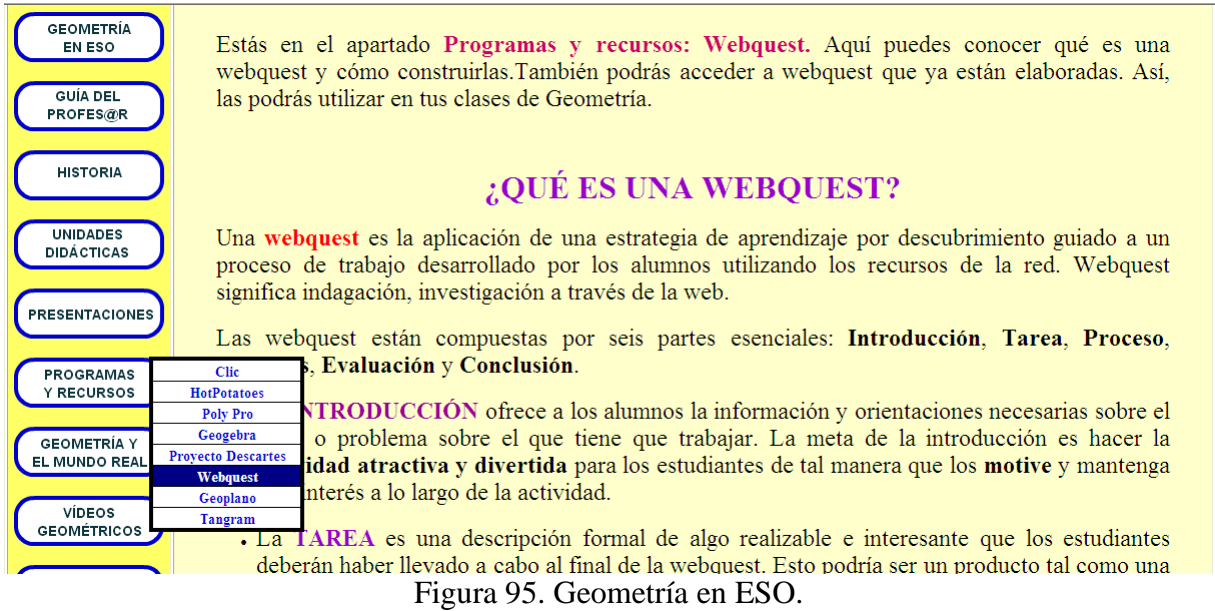 GEOMETRÍA
EN ESO
GUÍA DEL
PROFES@R
HISTORIA
UNIDADES
DIDÁCTICAS
PRESENTACIONES
PROGRAMAS
Y RECURSOS
GEOMETRÍA Y
EL MUNDO REAL
VÍDEOS
GEOMÉTRICOS
Clic
HotPotatoes
Poly Pro
Geogebra
Proyecto Descartes
Webquest
Geoplano
Tangram
Estás en el apartado Programas y recursos: Webquest. Aquí puedes conocer qué es una
webquest y cómo construirlas.También podrás acceder a webquest que ya están elaboradas. Así,
las podrás utilizar en tus clases de Geometría.
¿QUÉ ES UNA WEBQUEST?
Una webquest es la aplicación de una estrategia de aprendizaje por descubrimiento guiado a un
proceso de trabajo desarrollado por los alumnos utilizando los recursos de la red. Webquest
significa indagación, investigación a través de la web.
Las webquest están compuestas por seis partes esenciales: Introducción, Tarea, Proceso,
s, Evaluación y Conclusión.
NTRODUCCIÓN ofrece a los alumnos la información y orientaciones necesarias sobre el
o problema sobre el que tiene que trabajar. La meta de la introducción es hacer la
idad atractiva y divertida para los estudiantes de tal manera que los motive y mantenga
interés a lo largo de la actividad.
• La TAREA es una descripción formal de algo realizable e interesante que los estudiantes
deberán haber llevado a cabo al final de la webquest. Esto podría ser un producto tal como una
Figura 95. Geometría en ESO.